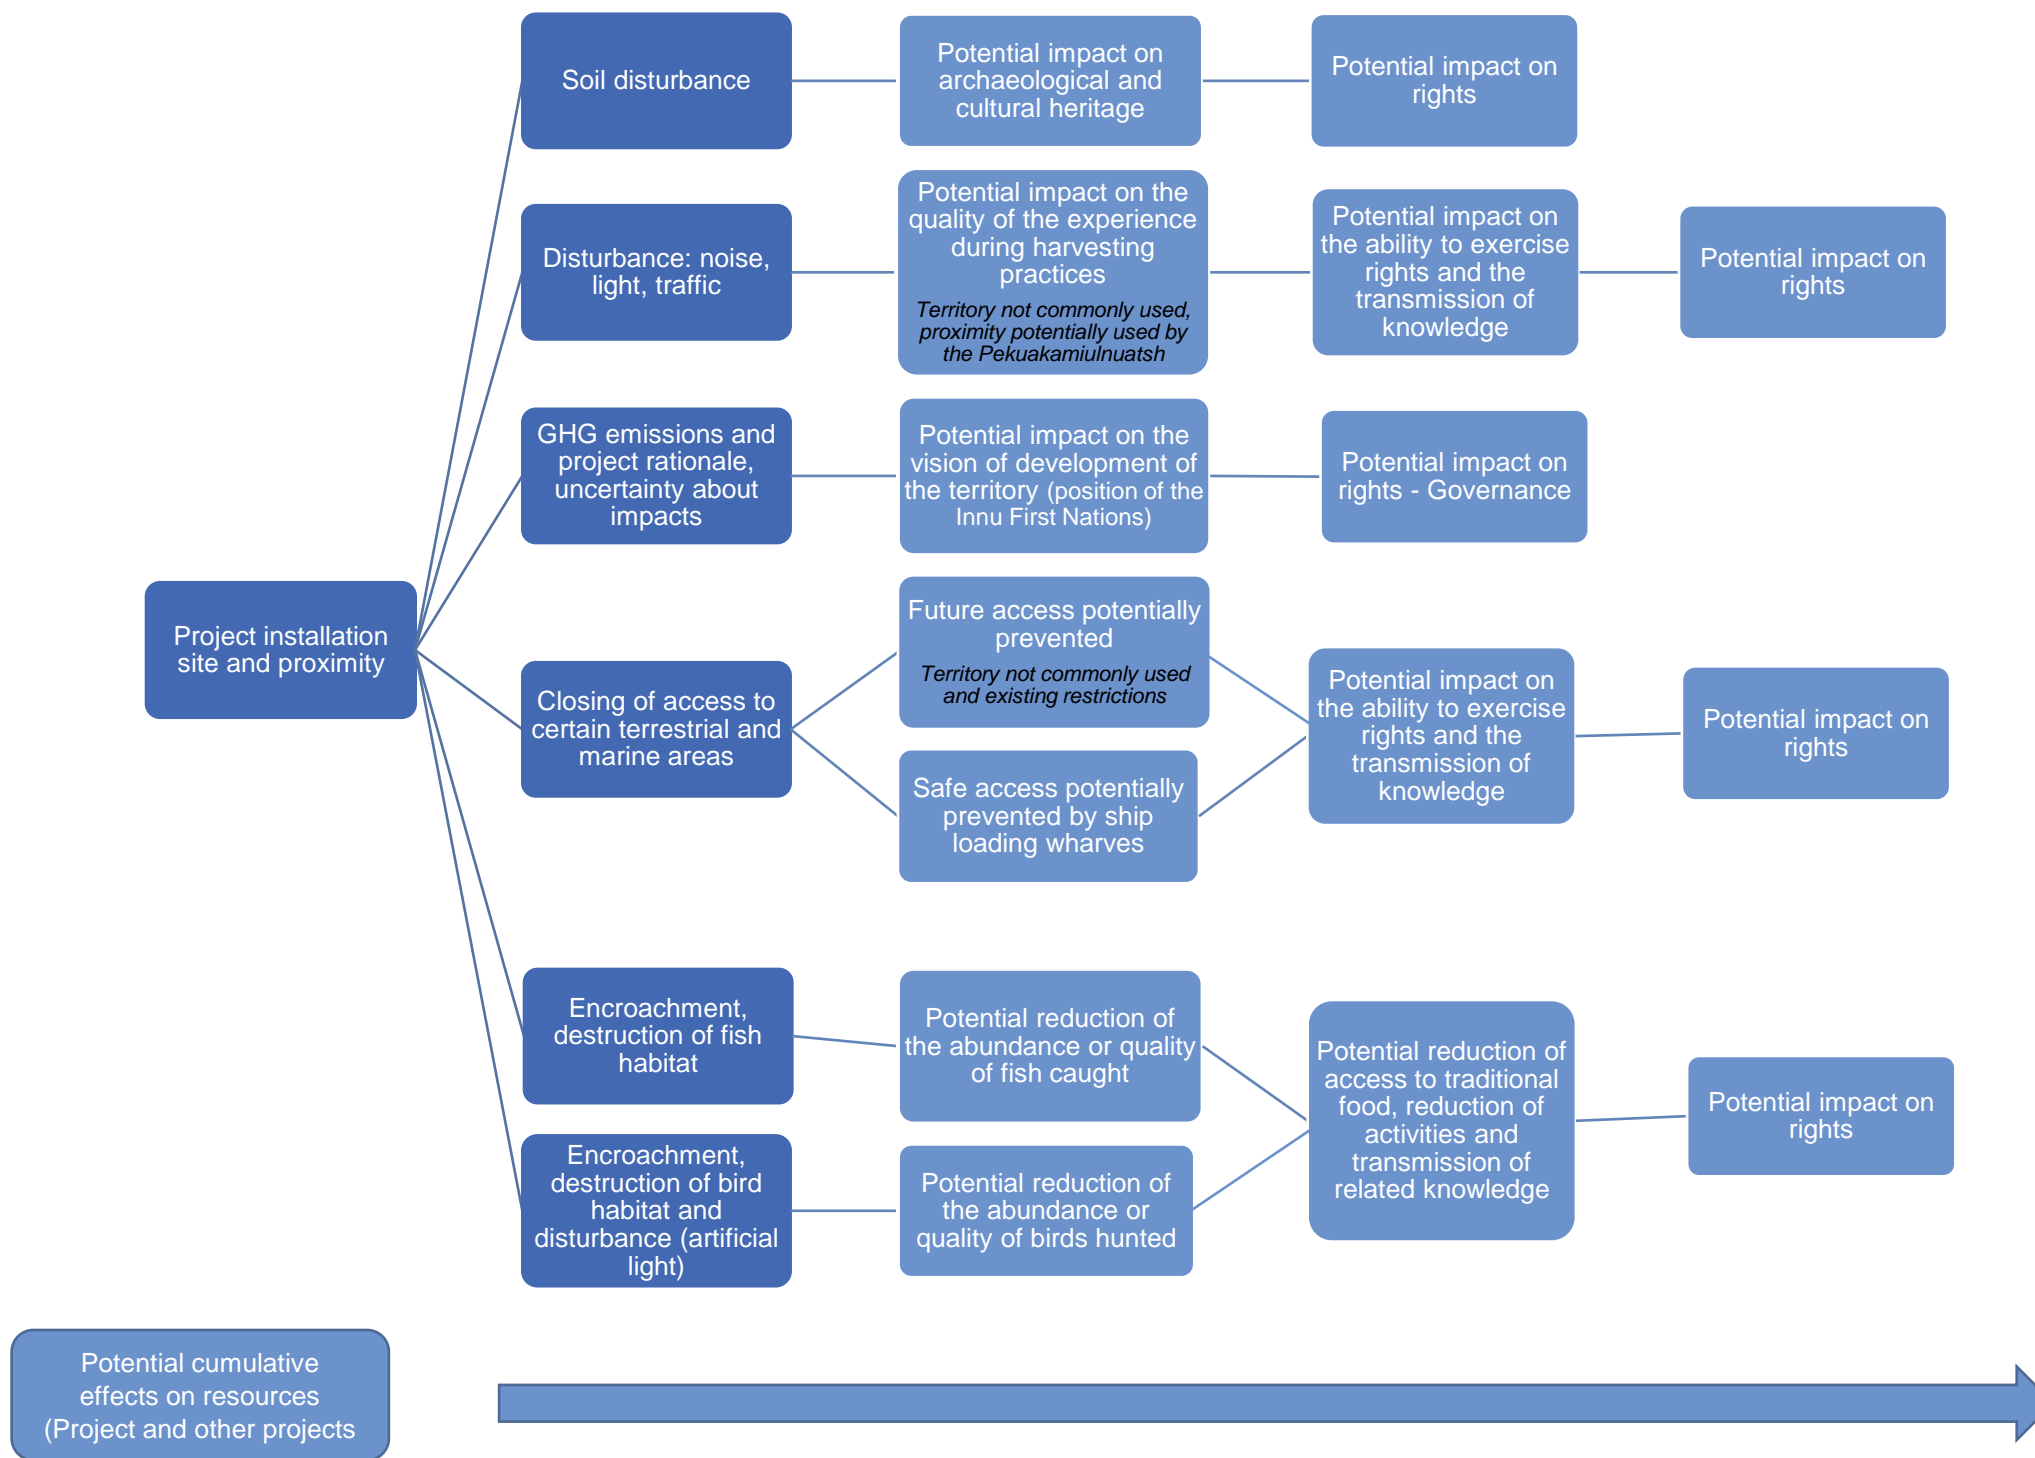 Project installation
site and proximity
Soil disturbance
Potential impact on
archaeological and
cultural heritage
Potential impact on
rights
Disturbance: noise,
light, traffic
Potential impact on the
quality of the experience
during harvesting
practices
Territory not commonly used,
proximity potentially used by
the Pekuakamiulnuatsh
Potential impact on
the ability to exercise
rights and the
transmission of
knowledge
Potential impact on
rights
GHG emissions and
project rationale,
uncertainty about
impacts
Potential impact on the
vision of development of
the territory (position of the
Innu First Nations)
Potential impact on
rights - Governance
Closing of access to
certain terrestrial and
marine areas
Future access potentially
prevented
Territory not commonly used
and existing restrictions
Safe access potentially
prevented by ship
loading wharves
Potential impact on
the ability to exercise
rights and the
transmission of
knowledge
Potential impact on
rights
Encroachment,
destruction of fish
habitat
Potential reduction of
the abundance or quality
of fish caught
Encroachment,
destruction of bird
habitat and
disturbance (artificial
light)
Potential reduction of
the abundance or
quality of birds hunted
Potential reduction of
access to traditional
food, reduction of
activities and
transmission of
related knowledge
Potential impact on
rights
Potential cumulative
effects on resources
(Project and other projects